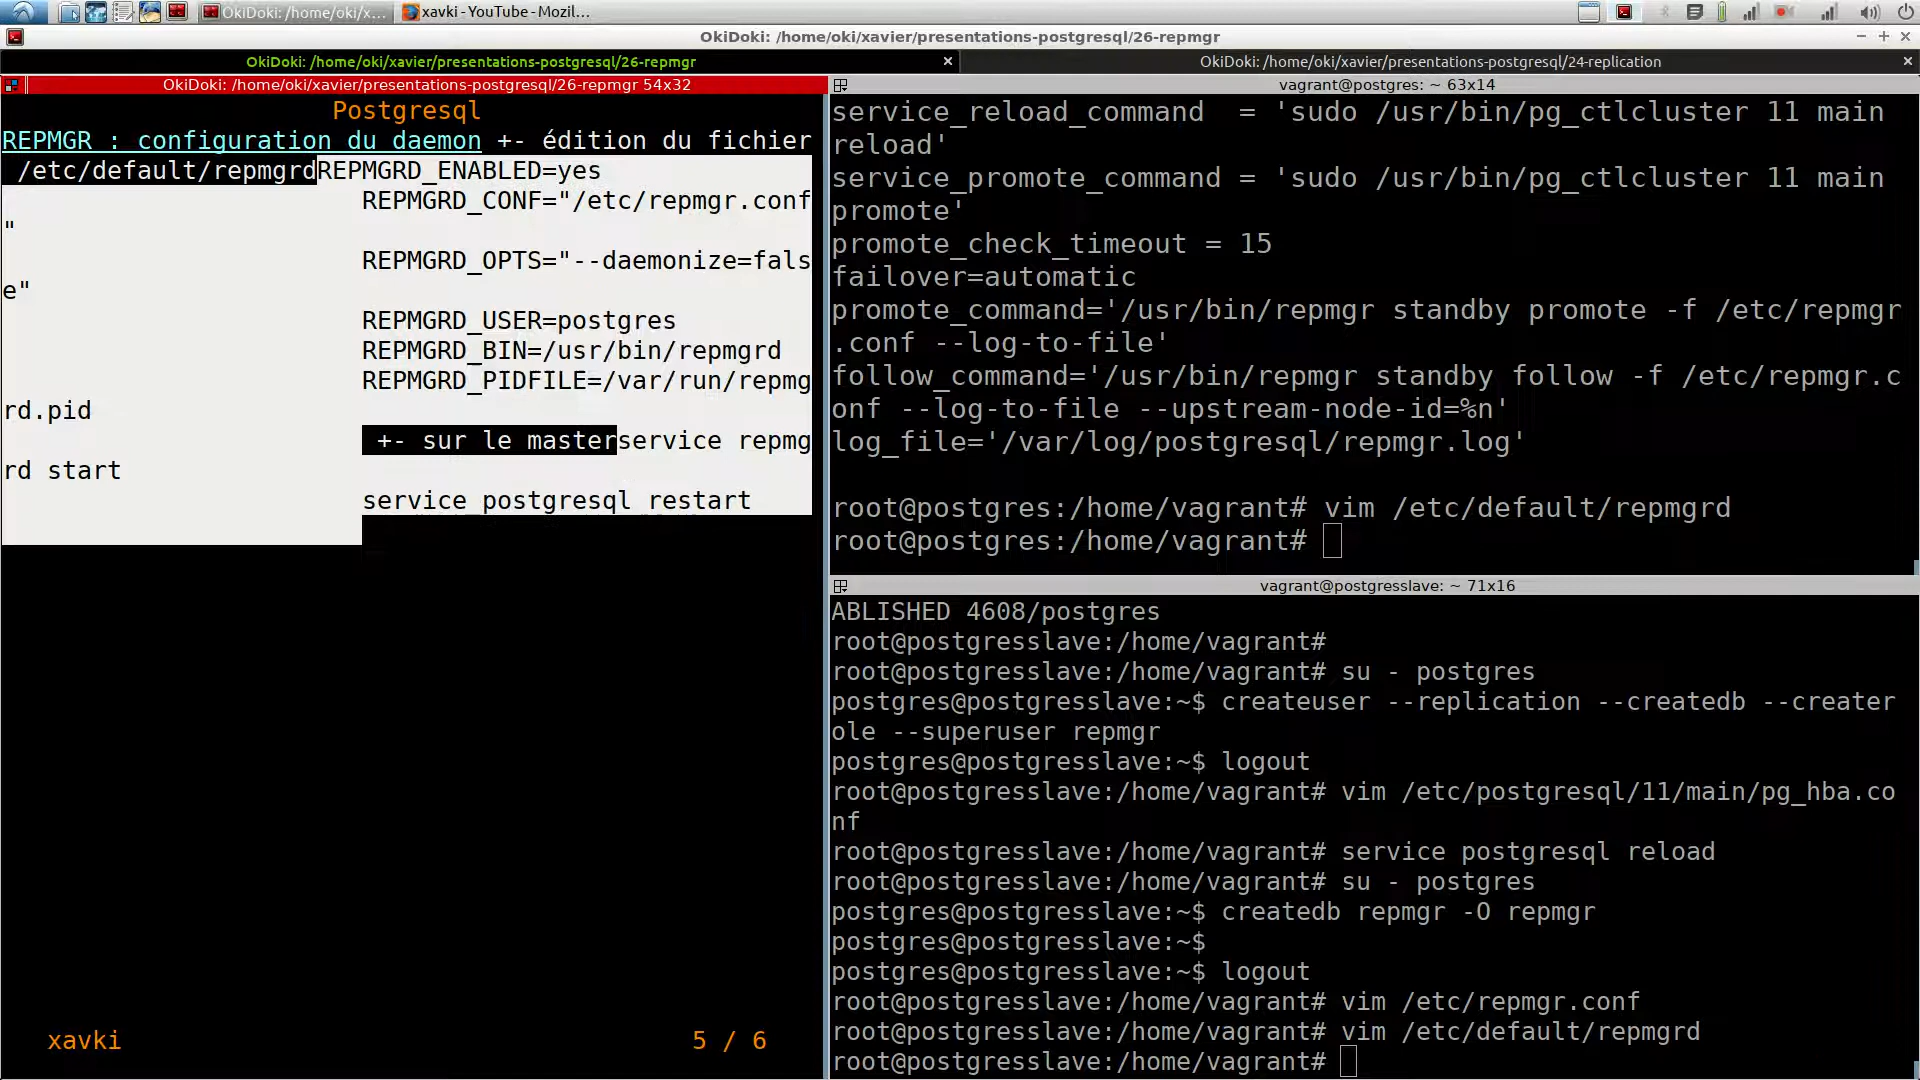 OkiDoki: /home/oki/x...
xavki - YouTube - Mozil...
OkiDoki: /home/oki/xavier/presentations-postgresql/26-repmgr
OkiDoki: /home/oki/xavier/presentations-postgresql/26-repmgr
OkiDoki: /home/oki/xavier/presentations-postgresql/24-replication
OkiDoki: /home/oki/xavier/presentations-postgresql/26-repmgr 54x32
Postgresql
REPMGR : configuration du daemon +- édition du fichier
/etc/default/repmgrdREPMGRD_ENABLED=yes
REPMGRD_CONF="/etc/repmgr.conf
"
REPMGRD_OPTS="--daemonize=fals
e"
REPMGRD_USER=postgres
REPMGRD_BIN=/usr/bin/repmgrd
REPMGRD_PIDFILE=/var/run/repmg
rd.pid
+- sur le masterservice repmg
rd start
service postgresql restart
xavki
5 / 6
vagrant@postgres: ~ 63x14
service_reload_command  = 'sudo /usr/bin/pg_ctlcluster 11 main
reload'
service_promote_command = 'sudo /usr/bin/pg_ctlcluster 11 main
promote'
promote_check_timeout = 15
failover=automatic
promote_command='/usr/bin/repmgr standby promote -f /etc/repmgr
.conf --log-to-file'
follow_command='/usr/bin/repmgr standby follow -f /etc/repmgr.c
onf --log-to-file --upstream-node-id=%n'
log_file='/var/log/postgresql/repmgr.log'
root@postgres:/home/vagrant# vim /etc/default/repmgrd
root@postgres:/home/vagrant#
vagrant@postgresslave: ~ 71x16
ABLISHED 4608/postgres
root@postgresslave:/home/vagrant#
root@postgresslave:/home/vagrant# su - postgres
postgres@postgresslave:~$ createuser --replication --createdb --creater
ole --superuser repmgr
postgres@postgresslave:~$ logout
root@postgresslave:/home/vagrant# vim /etc/postgresql/11/main/pg_hba.co
nf
root@postgresslave:/home/vagrant# service postgresql reload
root@postgresslave:/home/vagrant# su - postgres
postgres@postgresslave:~$ createdb repmgr -O repmgr
postgres@postgresslave:~$
postgres@postgresslave:~$ logout
root@postgresslave:/home/vagrant# vim /etc/repmgr.conf
root@postgresslave:/home/vagrant# vim /etc/default/repmgrd
root@postgresslave:/home/vagrant#